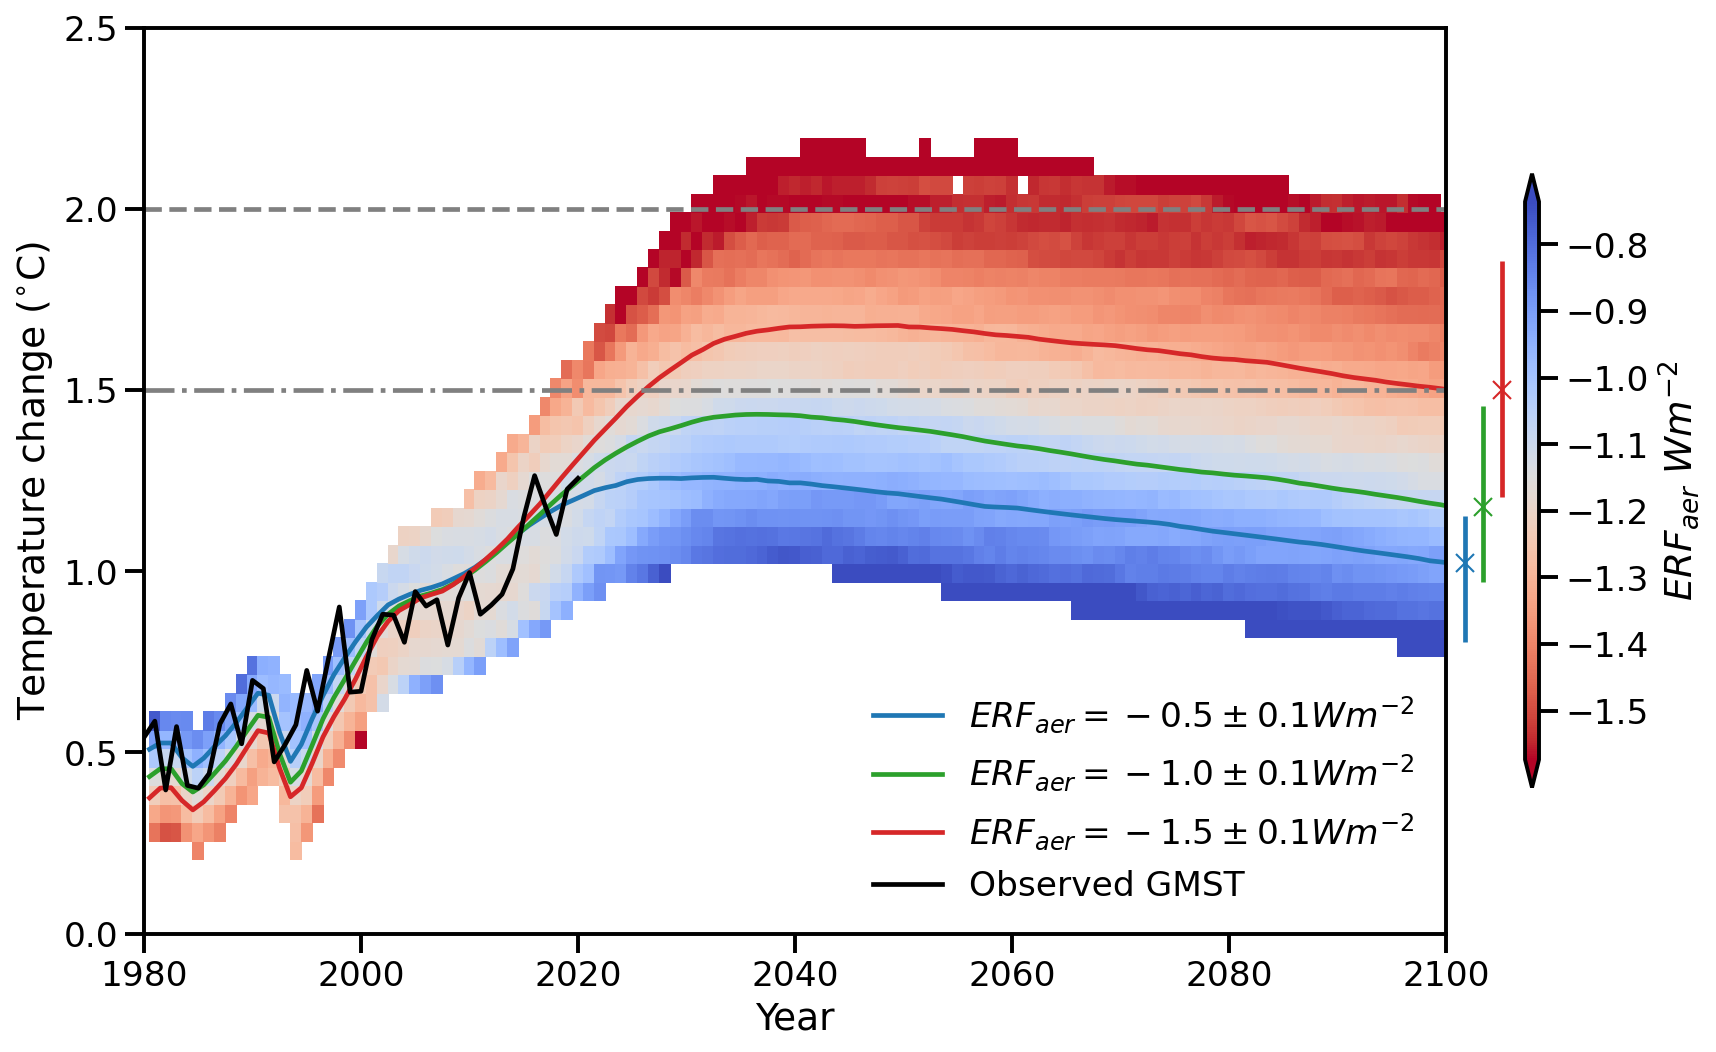 2.5
2.0
1.5
1.0
0.5
0.0
Temperature change (°C)
1980 2000 2020 2040 2060 2080 2100
Year
ERF_aer = − 0.5 ± 0.1Wm⁻²
ERF_aer = − 1.0 ± 0.1Wm⁻²
ERF_aer = − 1.5 ± 0.1Wm⁻²
Observed GMST
−0.8
−0.9
−1.0
−1.1
−1.2
−1.3
−1.4
−1.5
ERF_aer Wm⁻²